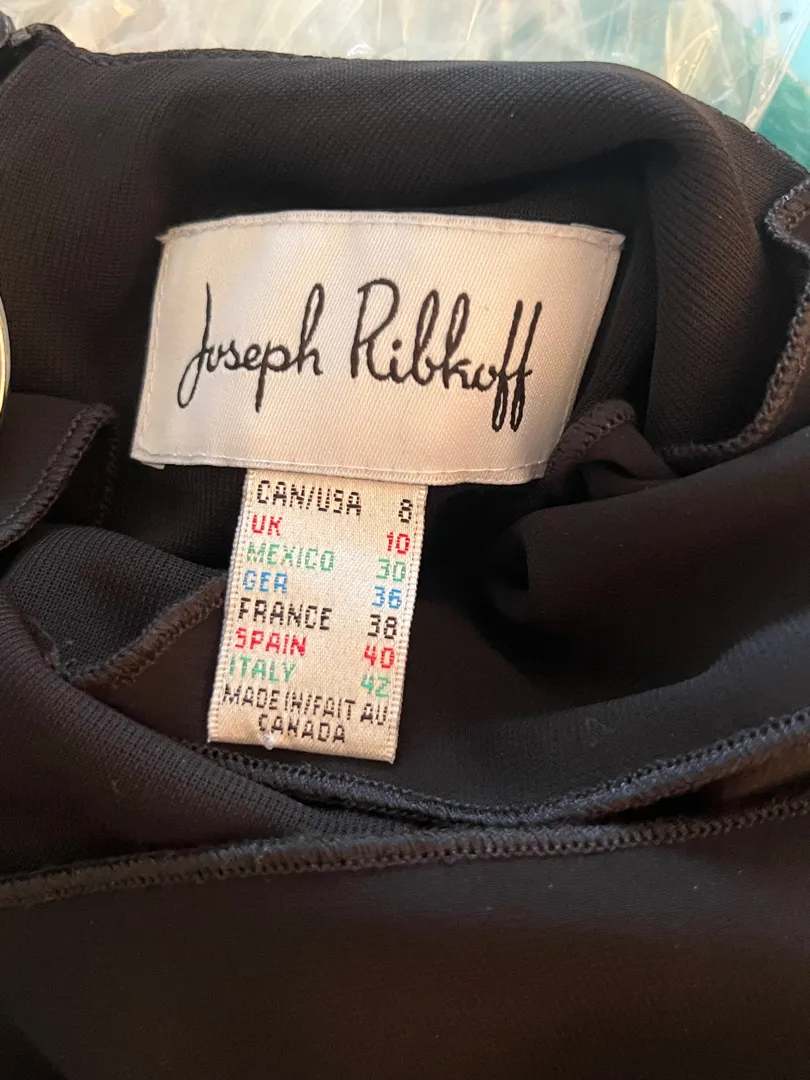 Joseph Ribkoff
CAN/USA 8
UK 10
MEXICO 30
GER 36
FRANCE 38
SPAIN 40
ITALY 42
MADE IN/FAIT AU
CANADA